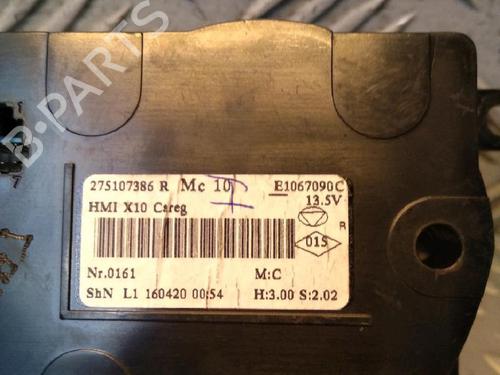 B-PARTS
275107386 R Mc 10 E1067090C
HMI X10 Careg 13.5V
015 R
Nr.0161 M:C
ShN L1 160420 00:54 H:3.00 S:2.02